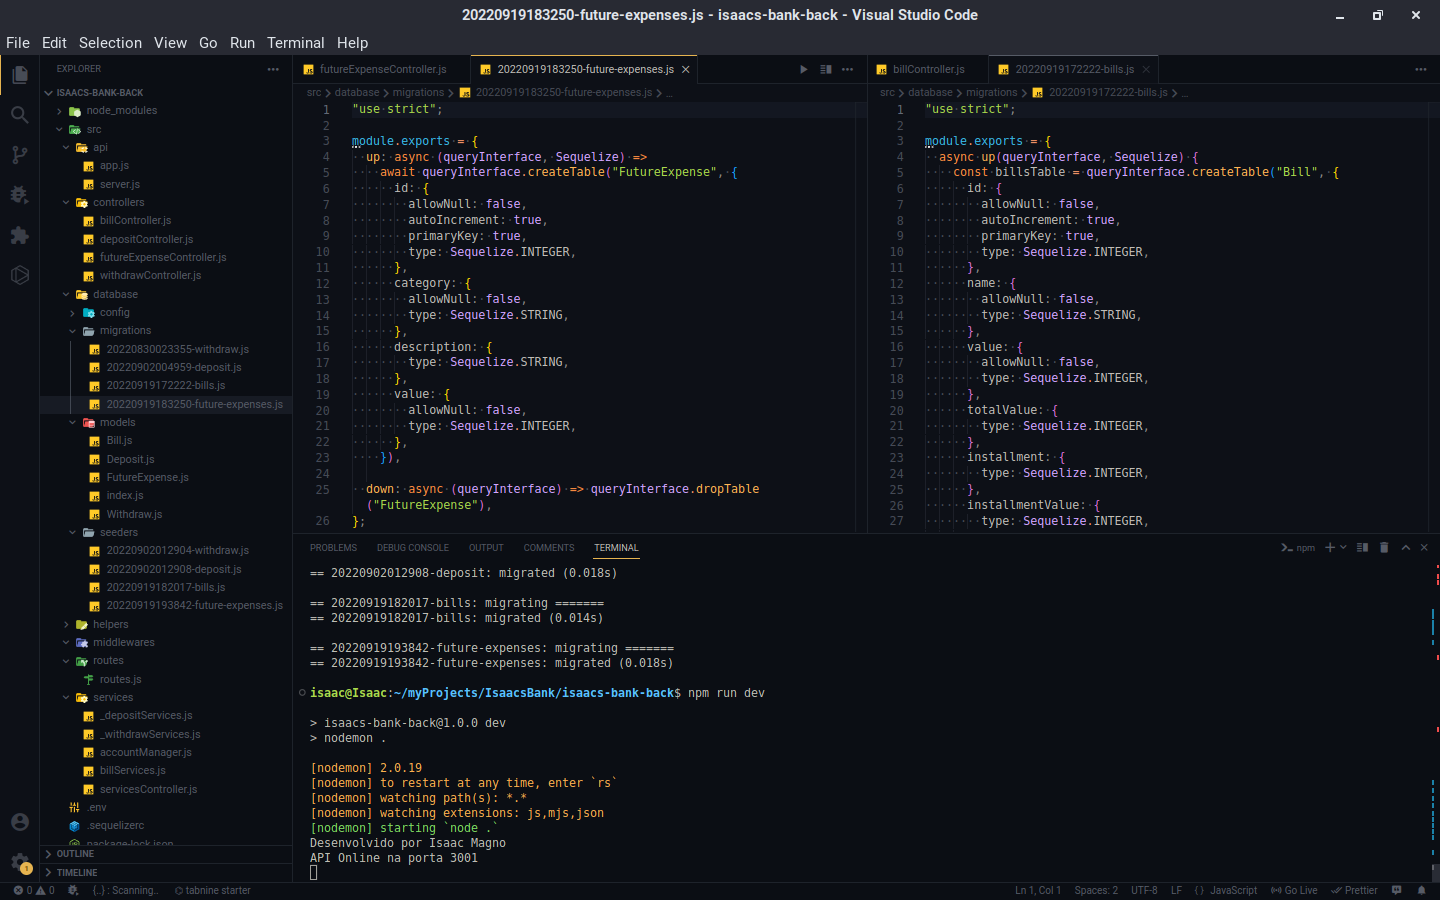 20220919183250-future-expenses.js - isaacs-bank-back - Visual Studio Code
File Edit Selection View Go Run Terminal Help
EXPLORER
ISAACS-BANK-BACK
node_modules
src
api
app.js
server.js
controllers
billController.js
depositController.js
futureExpenseController.js
withdrawController.js
database
config
migrations
20220830023355-withdraw.js
20220902004959-deposit.js
20220919172222-bills.js
20220919183250-future-expenses.js
models
Bill.js
Deposit.js
FutureExpense.js
index.js
Withdraw.js
seeders
20220902012904-withdraw.js
20220902012908-deposit.js
20220919182017-bills.js
20220919193842-future-expenses.js
helpers
middlewares
routes
routes.js
services
_depositServices.js
_withdrawServices.js
accountManager.js
billServices.js
servicesController.js
.env
.sequelizerc
package-lock.json
OUTLINE
TIMELINE
1
futureExpenseController.js
20220919183250-future-expenses.js
src > database > migrations > 20220919183250-future-expenses.js > ...
1 "use strict";
2
3 module.exports = {
4 up: async (queryInterface, Sequelize) =>
5 await queryInterface.createTable("FutureExpense", {
6 id: {
7 allowNull: false,
8 autoIncrement: true,
9 primaryKey: true,
10 type: Sequelize.INTEGER,
11 },
12 category: {
13 allowNull: false,
14 type: Sequelize.STRING,
15 },
16 description: {
17 type: Sequelize.STRING,
18 },
19 value: {
20 allowNull: false,
21 type: Sequelize.INTEGER,
22 },
23 }),
24
25 down: async (queryInterface) => queryInterface.dropTable
("FutureExpense"),
26 };
billController.js
20220919172222-bills.js
src > database > migrations > 20220919172222-bills.js > ...
1 "use strict";
2
3 module.exports = {
4 async up(queryInterface, Sequelize) {
5 const billsTable = queryInterface.createTable("Bill", {
6 id: {
7 allowNull: false,
8 autoIncrement: true,
9 primaryKey: true,
10 type: Sequelize.INTEGER,
11 },
12 name: {
13 allowNull: false,
14 type: Sequelize.STRING,
15 },
16 value: {
17 allowNull: false,
18 type: Sequelize.INTEGER,
19 },
20 totalValue: {
21 type: Sequelize.INTEGER,
22 },
23 installment: {
24 type: Sequelize.INTEGER,
25 },
26 installmentValue: {
27 type: Sequelize.INTEGER,
PROBLEMS DEBUG CONSOLE OUTPUT COMMENTS TERMINAL
npm
== 20220902012908-deposit: migrated (0.018s)
== 20220919182017-bills: migrating =======
== 20220919182017-bills: migrated (0.014s)
== 20220919193842-future-expenses: migrating =======
== 20220919193842-future-expenses: migrated (0.018s)
isaac@Isaac:~/myProjects/IsaacsBank/isaacs-bank-back$ npm run dev
> isaacs-bank-back@1.0.0 dev
> nodemon .
[nodemon] 2.0.19
[nodemon] to restart at any time, enter `rs`
[nodemon] watching path(s): *.*
[nodemon] watching extensions: js,mjs,json
[nodemon] starting `node .`
Desenvolvido por Isaac Magno
API Online na porta 3001
0 0 {..} : Scanning.. tabnine starter
Ln 1, Col 1 Spaces: 2 UTF-8 LF {} JavaScript Go Live Prettier